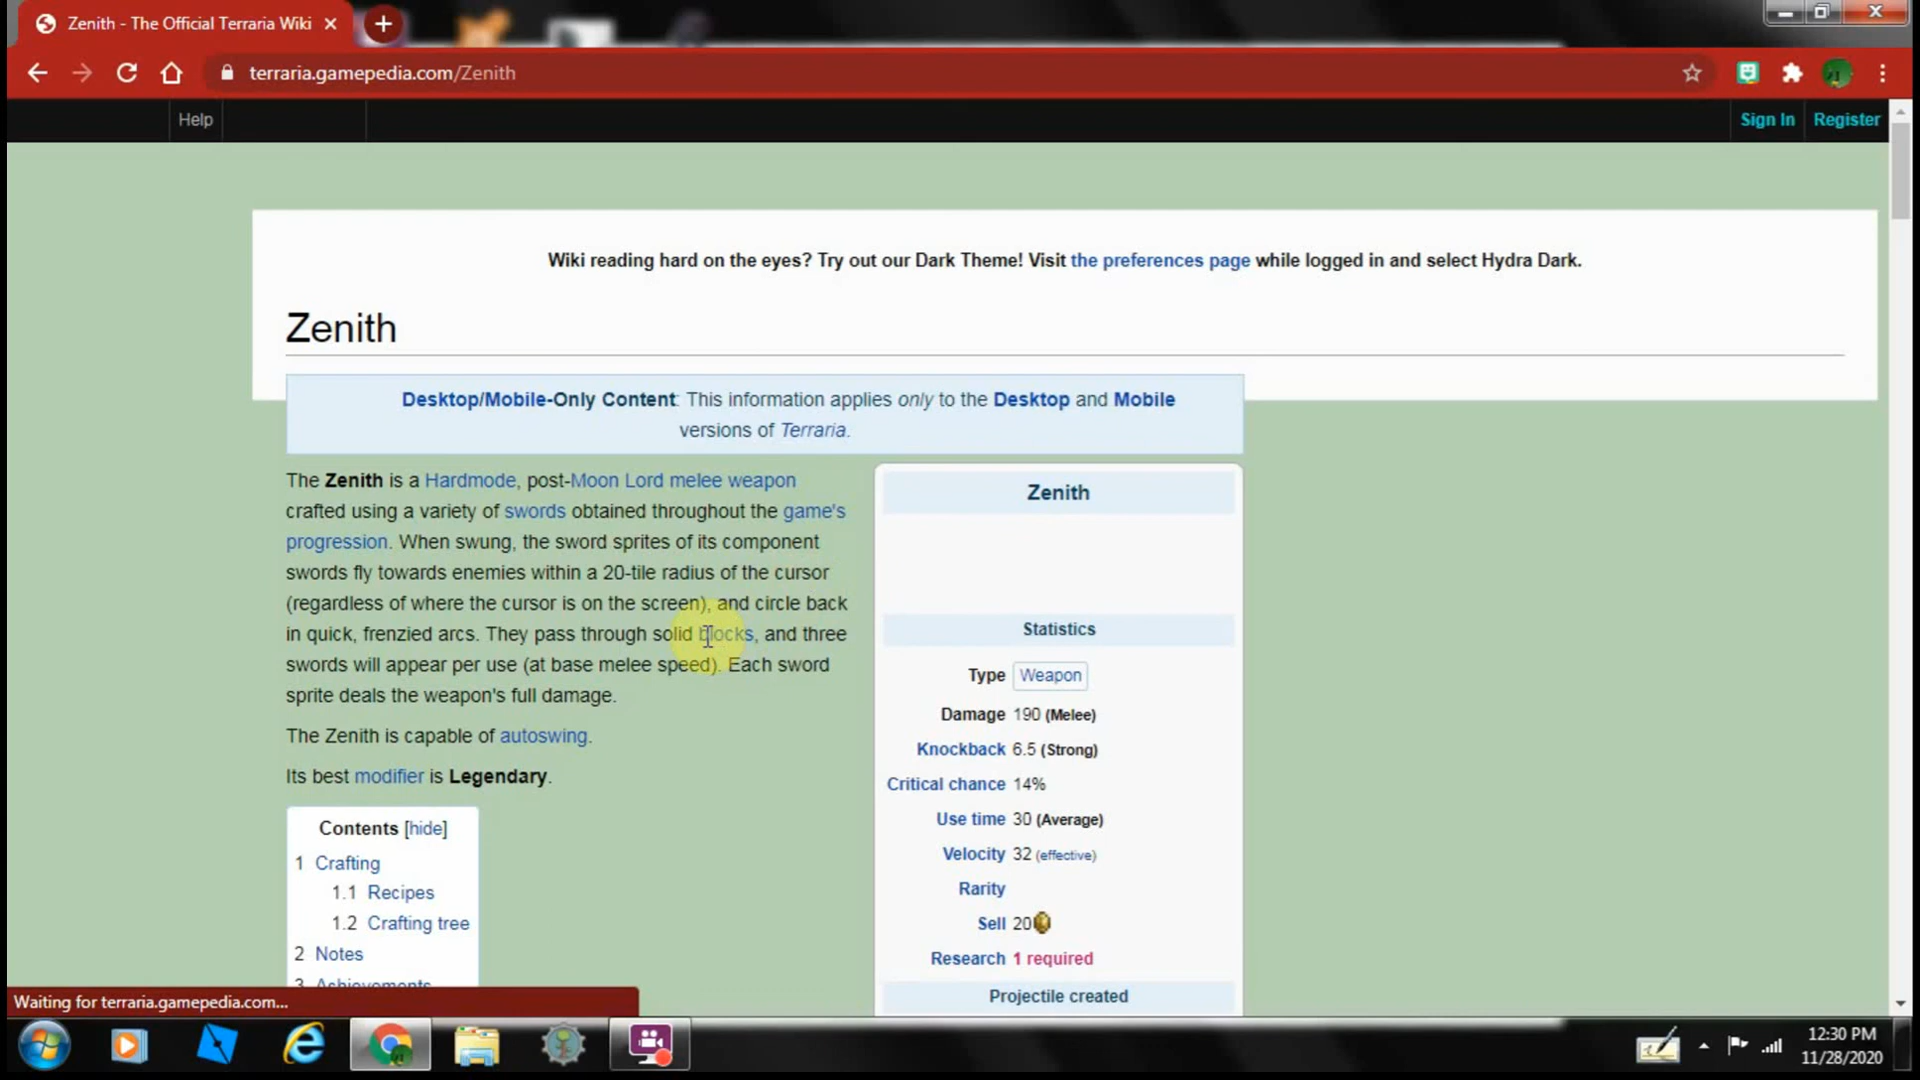 Zenith - The Official Terraria Wiki
terraria.gamepedia.com/Zenith
Help
Sign In
Register
Wiki reading hard on the eyes? Try out our Dark Theme! Visit the preferences page while logged in and select Hydra Dark.
Zenith
Desktop/Mobile-Only Content: This information applies only to the Desktop and Mobile
versions of Terraria.
The Zenith is a Hardmode, post-Moon Lord melee weapon
crafted using a variety of swords obtained throughout the game's
progression. When swung, the sword sprites of its component
swords fly towards enemies within a 20-tile radius of the cursor
(regardless of where the cursor is on the screen), and circle back
in quick, frenzied arcs. They pass through solid blocks, and three
swords will appear per use (at base melee speed). Each sword
sprite deals the weapon's full damage.
The Zenith is capable of autoswing.
Its best modifier is Legendary.
Contents [hide]
1 Crafting
1.1 Recipes
1.2 Crafting tree
2 Notes
3 Achievements
Zenith
Statistics
Type Weapon
Damage 190 (Melee)
Knockback 6.5 (Strong)
Critical chance 14%
Use time 30 (Average)
Velocity 32 (effective)
Rarity
Sell 20
Research 1 required
Projectile created
Waiting for terraria.gamepedia.com...
12:30 PM
11/28/2020